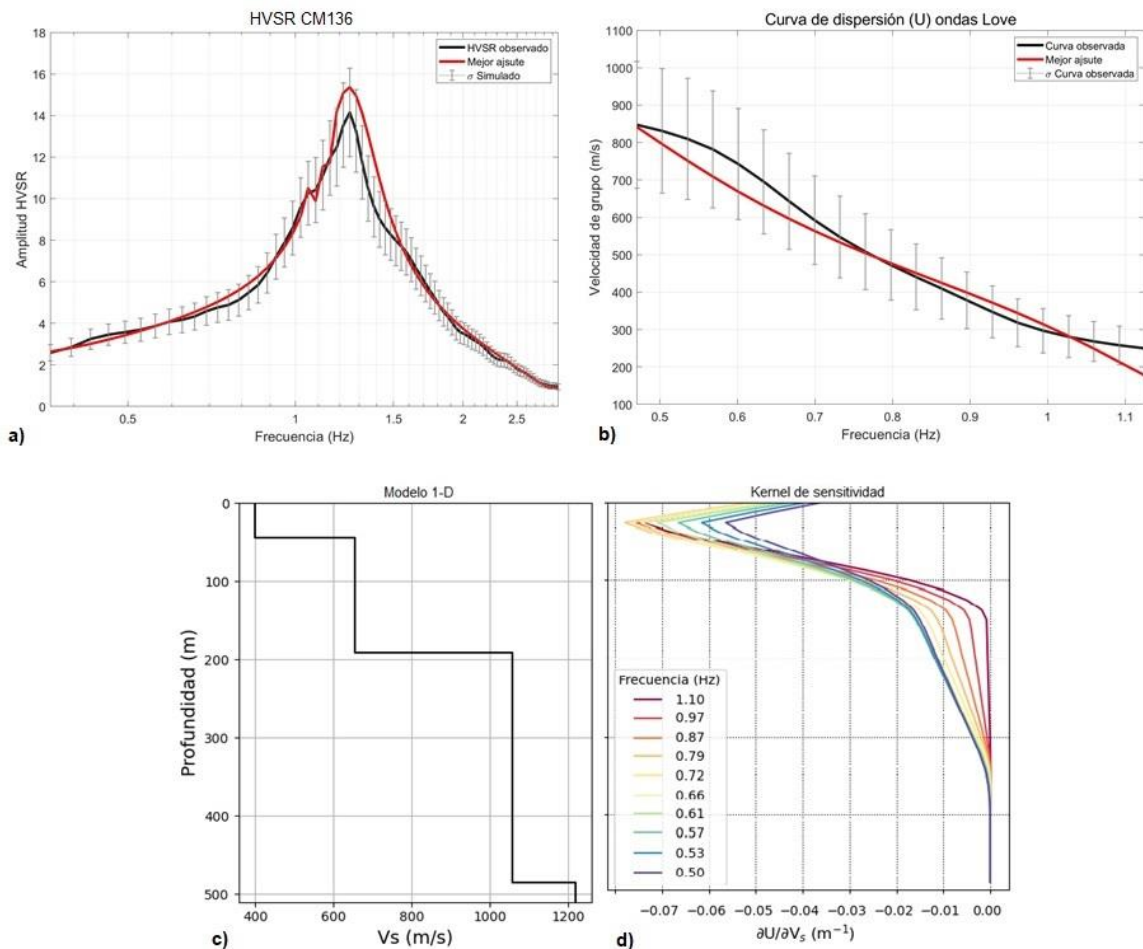 HVSR CM136
18
16
14
12
10
8
6
4
2
0
0.5
1
1.5
2
2.5
Amplitud HVSR
Frecuencia (Hz)
HVSR observado
Mejor ajsute
σ Simulado
a)
Curva de dispersión (U) ondas Love
1100
1000
900
800
700
600
500
400
300
200
100
0.5
0.6
0.7
0.8
0.9
1
1.1
Velocidad de grupo (m/s)
Frecuencia (Hz)
Curva observada
Mejor ajsute
σ Curva observada
b)
Modelo 1-D
0
100
200
300
400
500
400
600
800
1000
1200
Profundidad (m)
Vs (m/s)
c)
Kernel de sensitividad
Frecuencia (Hz)
1.10
0.97
0.87
0.79
0.72
0.66
0.61
0.57
0.53
0.50
−0.07
−0.06
−0.05
−0.04
−0.03
−0.02
−0.01
0.00
∂U/∂Vs (m⁻¹)
d)